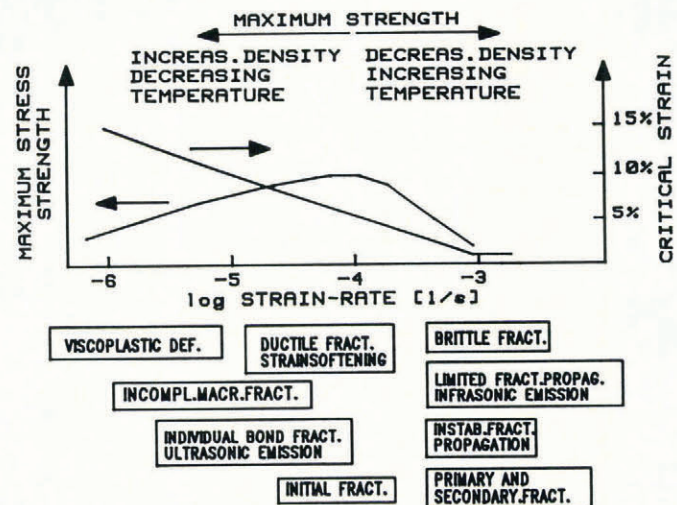 MAXIMUM STRENGTH
INCREAS.DENSITY
DECREASING
TEMPERATURE
DECREAS.DENSITY
INCREASING
TEMPERATURE
MAXIMUM STRESS
STRENGTH
15%
10%
5%
CRITICAL STRAIN
-6 -5 -4 -3
log STRAIN-RATE [1/s]
VISCOPLASTIC DEF.
DUCTILE FRACT.
STRAINSOFTENING
BRITTLE FRACT.
INCOMPL.MACR.FRACT.
LIMITED FRACT.PROPAG.
INFRASONIC EMISSION
INDIVIDUAL BOND FRACT.
ULTRASONIC EMISSION
INSTAB.FRACT.
PROPAGATION
INITIAL FRACT.
PRIMARY AND
SECONDARY.FRACT.